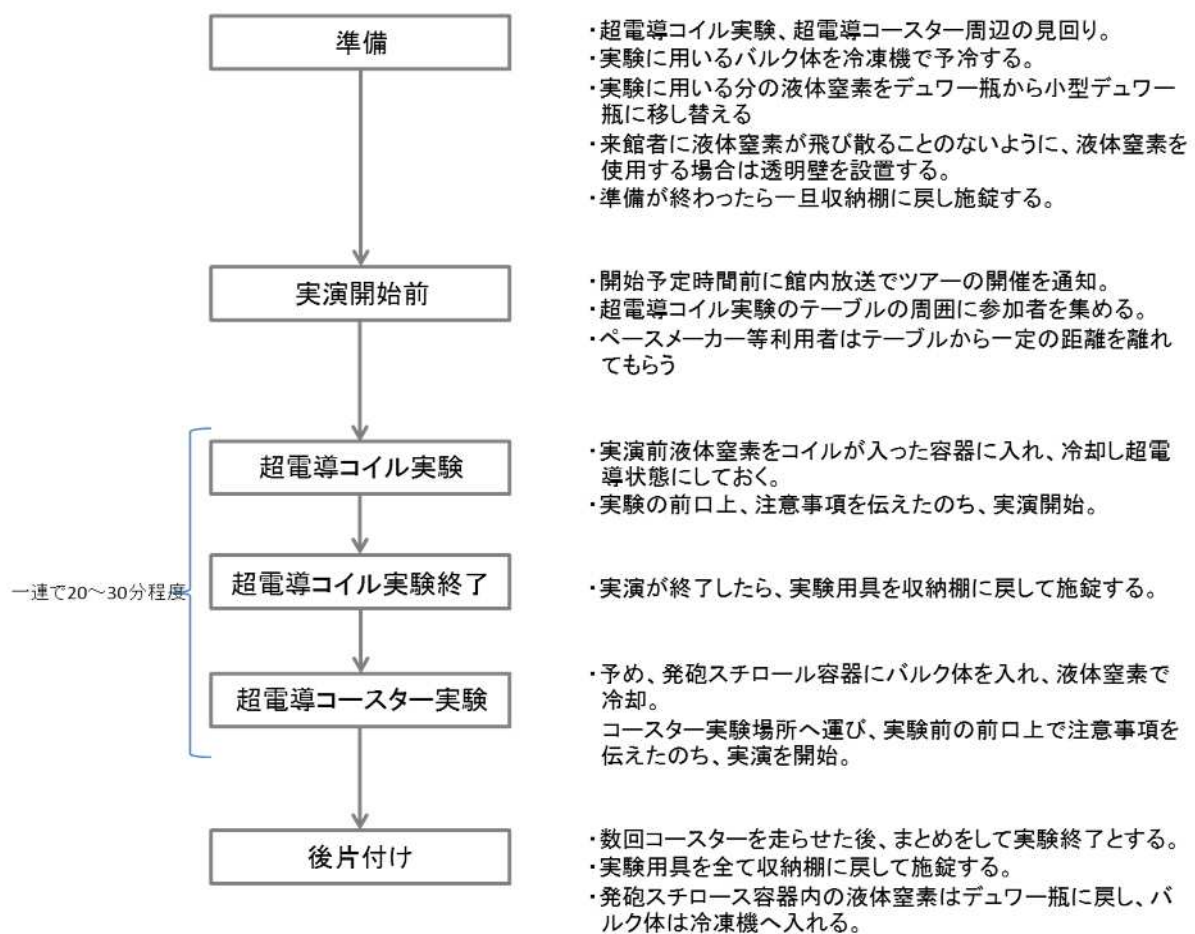 準備
・超電導コイル実験、超電導コースター周辺の見回り。
・実験に用いるバルク体を冷凍機で予冷する。
・実験に用いる分の液体窒素をデュワー瓶から小型デュワー
瓶に移し替える
・来館者に液体窒素が飛び散ることのないように、液体窒素を
使用する場合は透明壁を設置する。
・準備が終わったら一旦収納棚に戻し施錠する。
実演開始前
・開始予定時間前に館内放送でツアーの開催を通知。
・超電導コイル実験のテーブルの周囲に参加者を集める。
・ペースメーカー等利用者はテーブルから一定の距離を離れ
てもらう
一連で20～30分程度
超電導コイル実験
・実演前液体窒素をコイルが入った容器に入れ、冷却し超電
導状態にしておく。
・実験の前口上、注意事項を伝えたのち、実演開始。
超電導コイル実験終了
・実演が終了したら、実験用具を収納棚に戻して施錠する。
超電導コースター実験
・予め、発砲スチロール容器にバルク体を入れ、液体窒素で
冷却。
コースター実験場所へ運び、実験前の前口上で注意事項を
伝えたのち、実演を開始。
後片付け
・数回コースターを走らせた後、まとめをして実験終了とする。
・実験用具を全て収納棚に戻して施錠する。
・発砲スチロース容器内の液体窒素はデュワー瓶に戻し、バ
ルク体は冷凍機へ入れる。